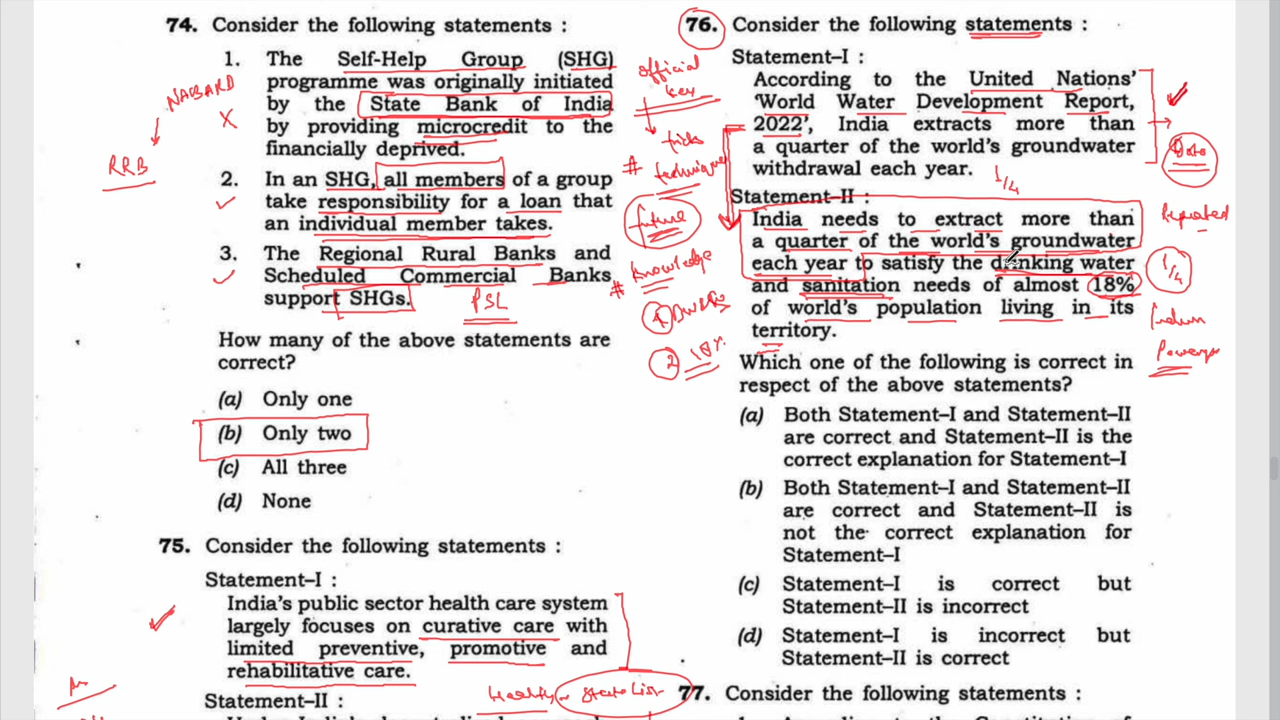 74. Consider the following statements :
1. The Self-Help Group (SHG)
programme was originally initiated
by the State Bank of India
by providing microcredit to the
financially deprived.
2. In an SHG, all members of a group
take responsibility for a loan that
an individual member takes.
3. The Regional Rural Banks and
Scheduled Commercial Banks
support SHGs.
PSL
How many of the above statements are
correct?
(a) Only one
(b) Only two
(c) All three
(d) None
NABARD
X
RRB
75. Consider the following statements :
Statement–I :
India's public sector health care system
largely focuses on curative care with
limited preventive, promotive and
rehabilitative care.
Statement–II :
State List
official
key
tricks
# technique
future
# knowledge
1
2 18%
76. Consider the following statements :
Statement–I :
According to the United Nations'
'World Water Development Report,
2022', India extracts more than
a quarter of the world's groundwater
withdrawal each year.
1/4
Statement–II :
India needs to extract more than
a quarter of the world's groundwater
each year to satisfy the drinking water
and sanitation needs of almost 18%
of world's population living in its
territory.
Data
Repeated
1/4
Which one of the following is correct in
respect of the above statements?
(a) Both Statement–I and Statement–II
are correct and Statement–II is the
correct explanation for Statement–I
(b) Both Statement–I and Statement–II
are correct and Statement–II is
not the correct explanation for
Statement–I
(c) Statement–I is correct but
Statement–II is incorrect
(d) Statement–I is incorrect but
Statement–II is correct
77. Consider the following statements :